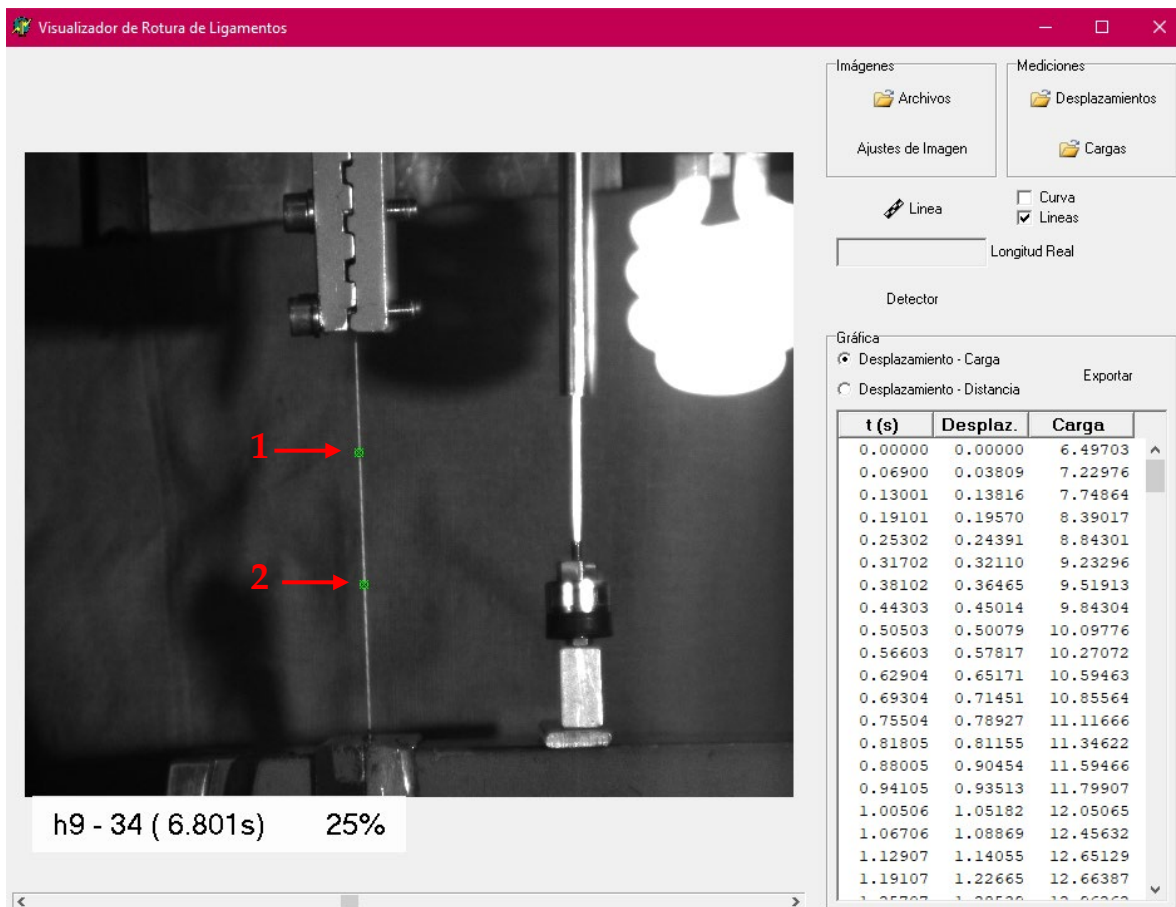 Visualizador de Rotura de Ligamentos
Imágenes
Archivos
Ajustes de Imagen
Mediciones
Desplazamientos
Cargas
Linea
Curva
Lineas
Longitud Real
Detector
Gráfica
Desplazamiento - Carga
Desplazamiento - Distancia
Exportar
t (s) Desplaz. Carga
0.00000 0.00000 6.49703
0.06900 0.03809 7.22976
0.13001 0.13816 7.74864
0.19101 0.19570 8.39017
0.25302 0.24391 8.84301
0.31702 0.32110 9.23296
0.38102 0.36465 9.51913
0.44303 0.45014 9.84304
0.50503 0.50079 10.09776
0.56603 0.57817 10.27072
0.62904 0.65171 10.59463
0.69304 0.71451 10.85564
0.75504 0.78927 11.11666
0.81805 0.81155 11.34622
0.88005 0.90454 11.59466
0.94105 0.93513 11.79907
1.00506 1.05182 12.05065
1.06706 1.08869 12.45632
1.12907 1.14055 12.65129
1.19107 1.22665 12.66387
1
2
h9 - 34 ( 6.801s) 25%